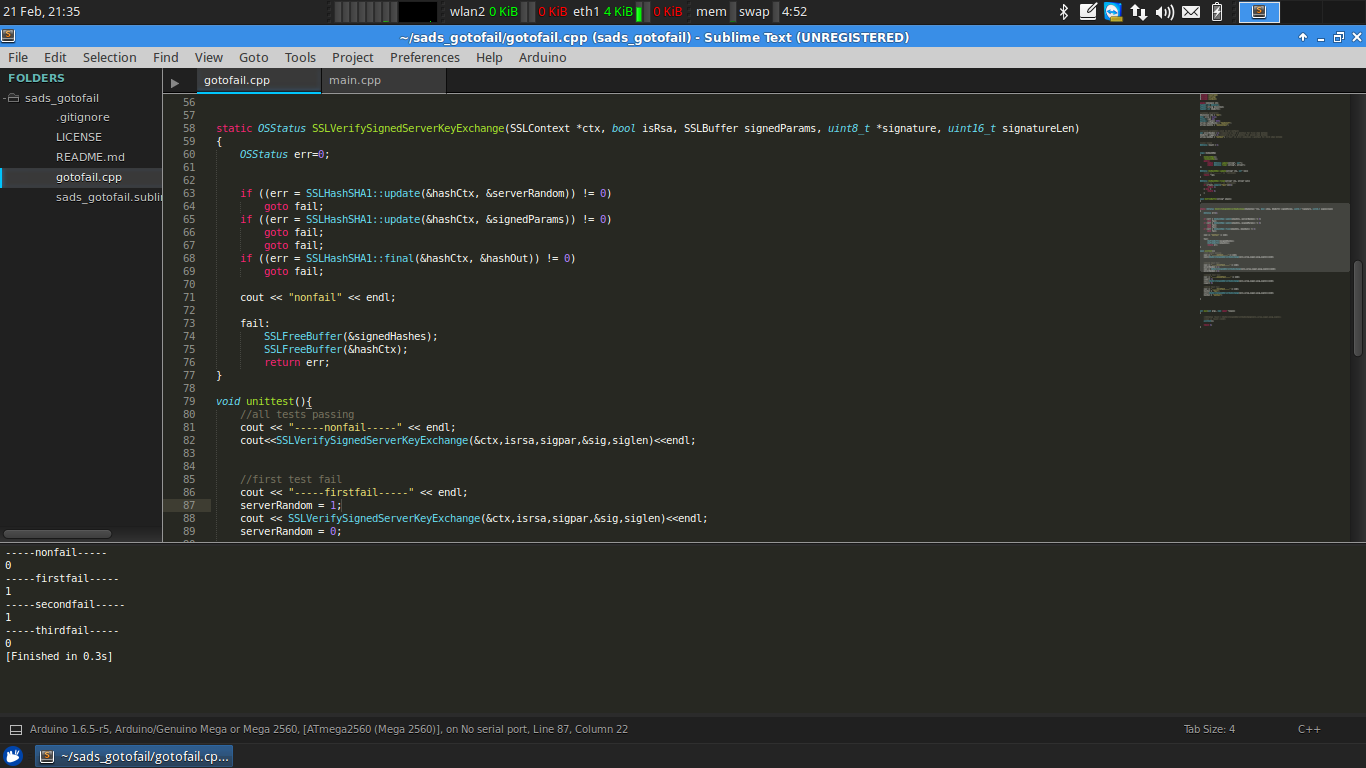 21 Feb, 21:35
wlan2 0 KiB 0 KiB eth1 4 KiB 0 KiB mem swap 4:52
~/sads_gotofail/gotofail.cpp (sads_gotofail) - Sublime Text (UNREGISTERED)
File Edit Selection Find View Goto Tools Project Preferences Help Arduino
FOLDERS
sads_gotofail
.gitignore
LICENSE
README.md
gotofail.cpp
sads_gotofail.sublin
gotofail.cpp main.cpp
56
57
58 static OSStatus SSLVerifySignedServerKeyExchange(SSLContext *ctx, bool isRsa, SSLBuffer signedParams, uint8_t *signature, uint16_t signatureLen)
59 {
60 OSStatus err=0;
61
62
63 if ((err = SSLHashSHA1::update(&hashCtx, &serverRandom)) != 0)
64 goto fail;
65 if ((err = SSLHashSHA1::update(&hashCtx, &signedParams)) != 0)
66 goto fail;
67 goto fail;
68 if ((err = SSLHashSHA1::final(&hashCtx, &hashOut)) != 0)
69 goto fail;
70
71 cout << "nonfail" << endl;
72
73 fail:
74 SSLFreeBuffer(&signedHashes);
75 SSLFreeBuffer(&hashCtx);
76 return err;
77 }
78
79 void unittest(){
80 //all tests passing
81 cout << "-----nonfail-----" << endl;
82 cout<<SSLVerifySignedServerKeyExchange(&ctx,isrsa,sigpar,&sig,siglen)<<endl;
83
84
85 //first test fail
86 cout << "-----firstfail-----" << endl;
87 serverRandom = 1;
88 cout << SSLVerifySignedServerKeyExchange(&ctx,isrsa,sigpar,&sig,siglen)<<endl;
89 serverRandom = 0;
-----nonfail-----
0
-----firstfail-----
1
-----secondfail-----
1
-----thirdfail-----
0
[Finished in 0.3s]
Arduino 1.6.5-r5, Arduino/Genuino Mega or Mega 2560, [ATmega2560 (Mega 2560)], on No serial port, Line 87, Column 22
Tab Size: 4 C++
~/sads_gotofail/gotofail.cp...